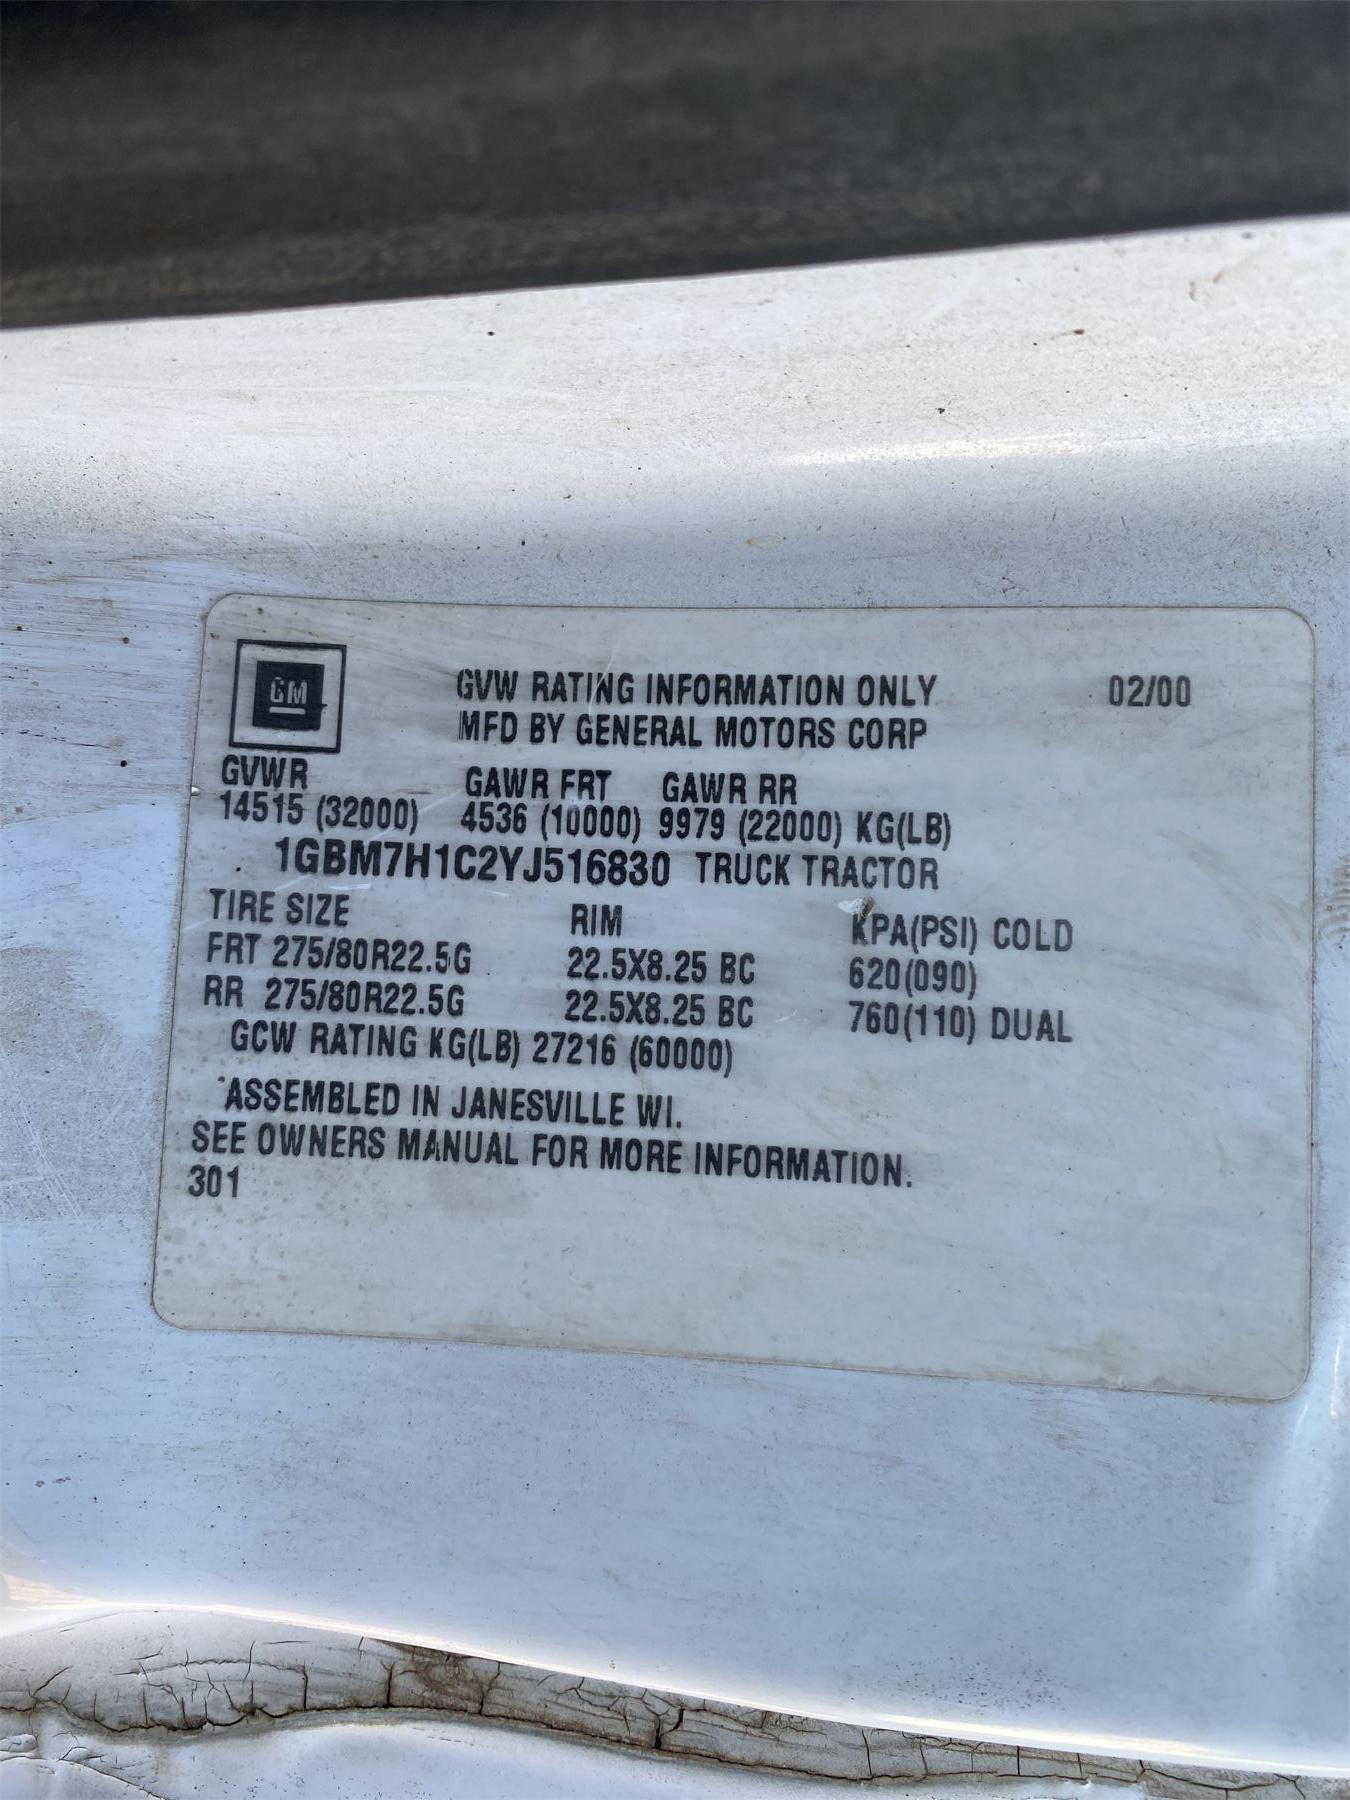 GM
GVW RATING INFORMATION ONLY 02/00
MFD BY GENERAL MOTORS CORP
GVWR GAWR FRT GAWR RR
14515 (32000) 4536 (10000) 9979 (22000) KG(LB)
1GBM7H1C2YJ516830 TRUCK TRACTOR
TIRE SIZE RIM KPA(PSI) COLD
FRT 275/80R22.5G 22.5X8.25 BC 620(090)
RR 275/80R22.5G 22.5X8.25 BC 760(110) DUAL
GCW RATING KG(LB) 27216 (60000)
ASSEMBLED IN JANESVILLE WI.
SEE OWNERS MANUAL FOR MORE INFORMATION.
301